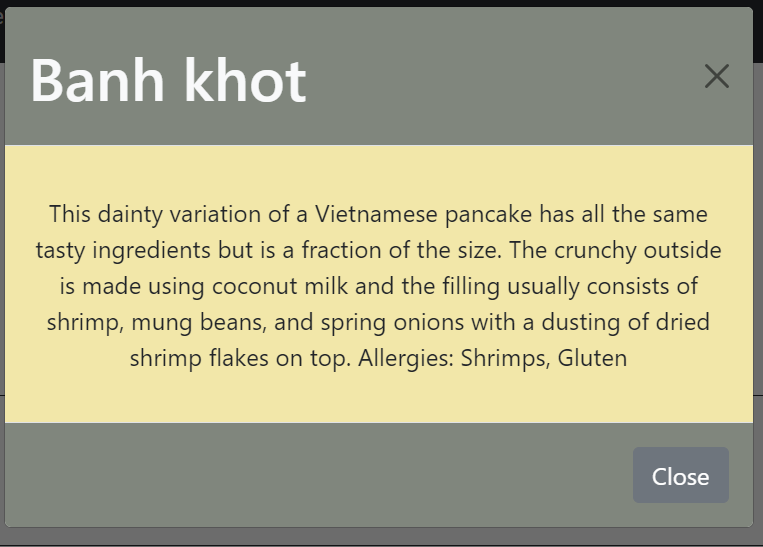 Banh khot
This dainty variation of a Vietnamese pancake has all the same
tasty ingredients but is a fraction of the size. The crunchy outside
is made using coconut milk and the filling usually consists of
shrimp, mung beans, and spring onions with a dusting of dried
shrimp flakes on top. Allergies: Shrimps, Gluten
Close